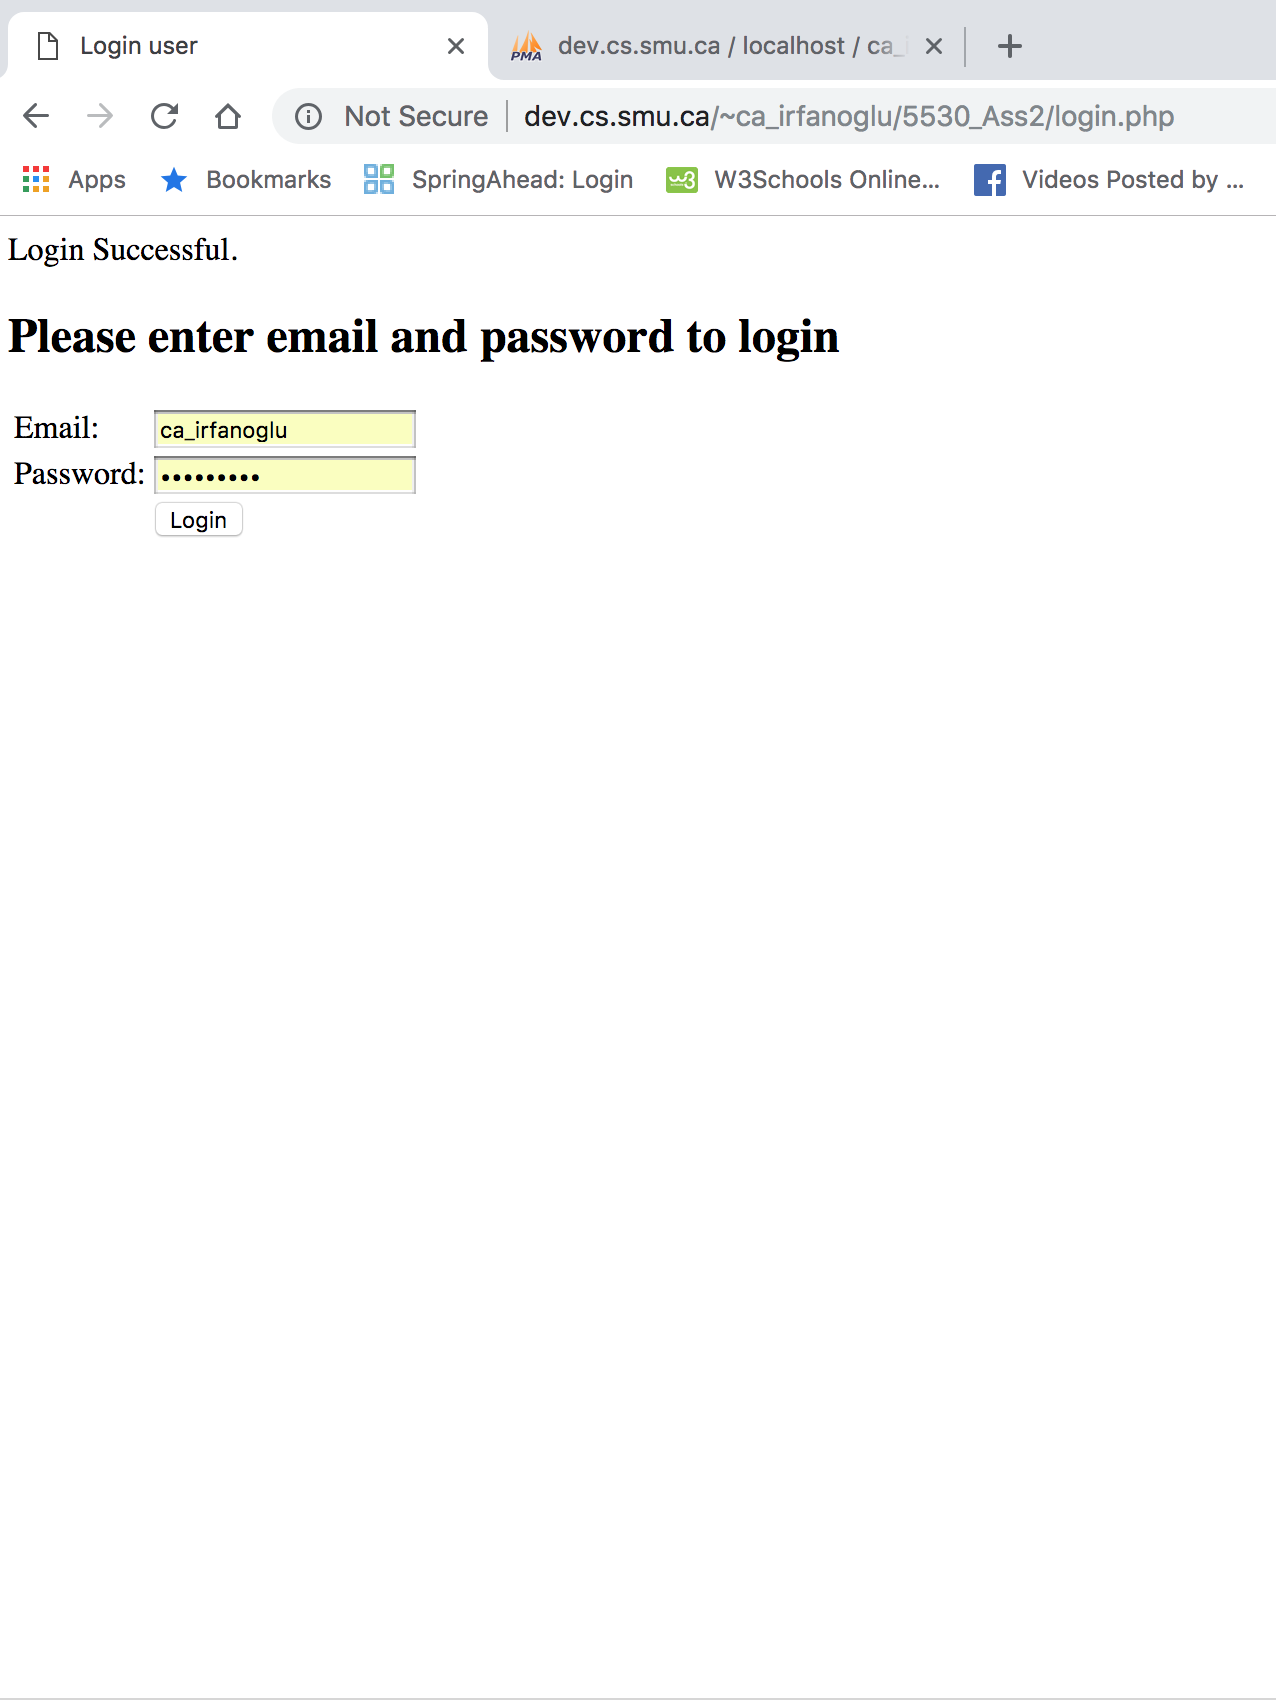 Login user
PMA dev.cs.smu.ca / localhost / ca_
Not Secure dev.cs.smu.ca/~ca_irfanoglu/5530_Ass2/login.php
Apps Bookmarks SpringAhead: Login W3Schools Online... Videos Posted by ...
Login Successful.
Please enter email and password to login
Email: ca_irfanoglu
Password: •••••••••
Login